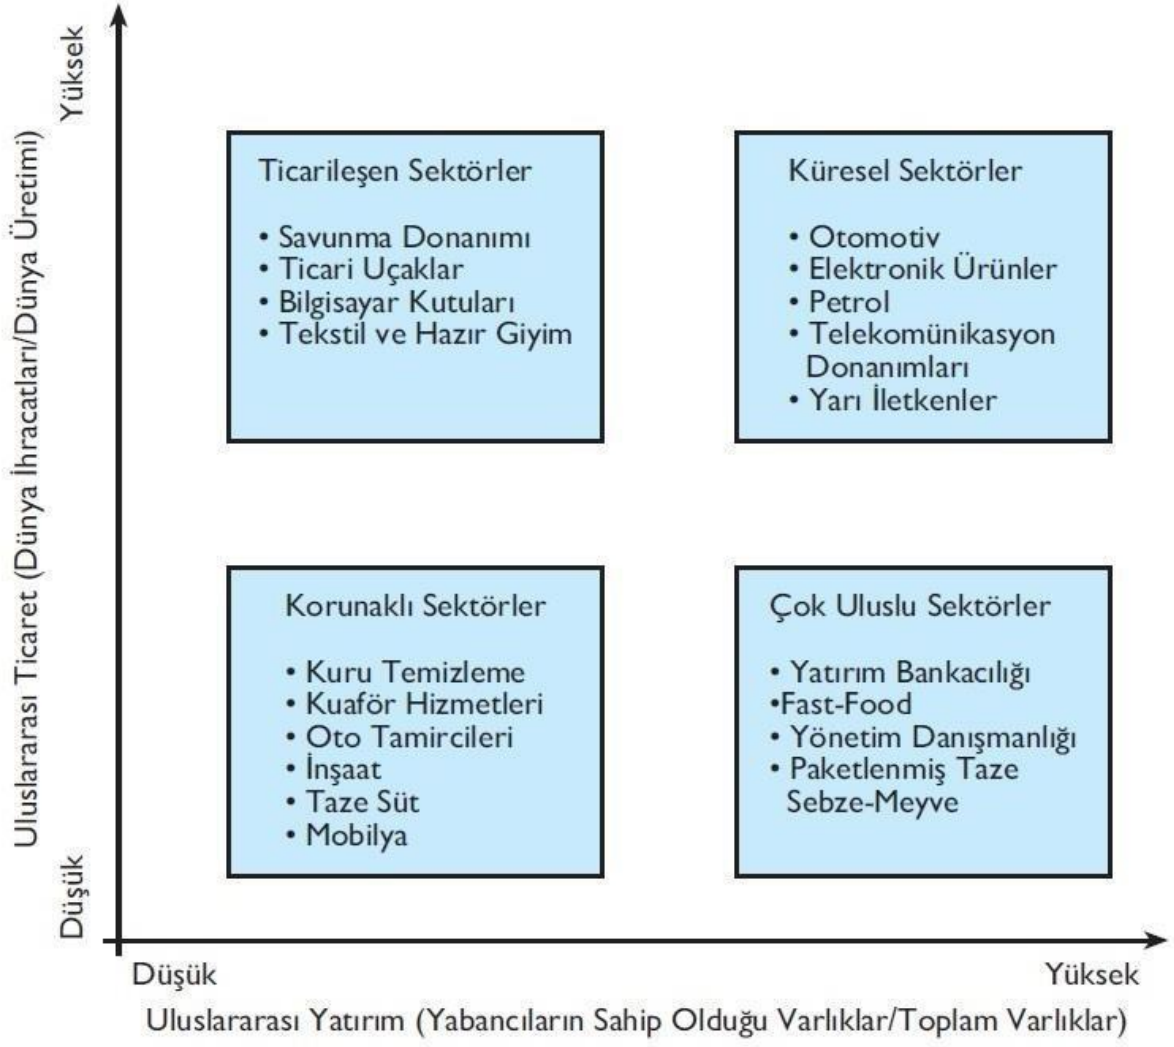 Yüksek
Uluslararası Ticaret (Dünya İhracatları/Dünya Üretimi)
Düşük
Ticarileşen Sektörler
• Savunma Donanımı
• Ticari Uçaklar
• Bilgisayar Kutuları
• Tekstil ve Hazır Giyim
Küresel Sektörler
• Otomotiv
• Elektronik Ürünler
• Petrol
• Telekomünikasyon
Donanımları
• Yarı İletkenler
Korunaklı Sektörler
• Kuru Temizleme
• Kuaför Hizmetleri
• Oto Tamircileri
• İnşaat
• Taze Süt
• Mobilya
Çok Uluslu Sektörler
• Yatırım Bankacılığı
•Fast-Food
• Yönetim Danışmanlığı
• Paketlenmiş Taze
Sebze-Meyve
Düşük
Yüksek
Uluslararası Yatırım (Yabancıların Sahip Olduğu Varlıklar/Toplam Varlıklar)